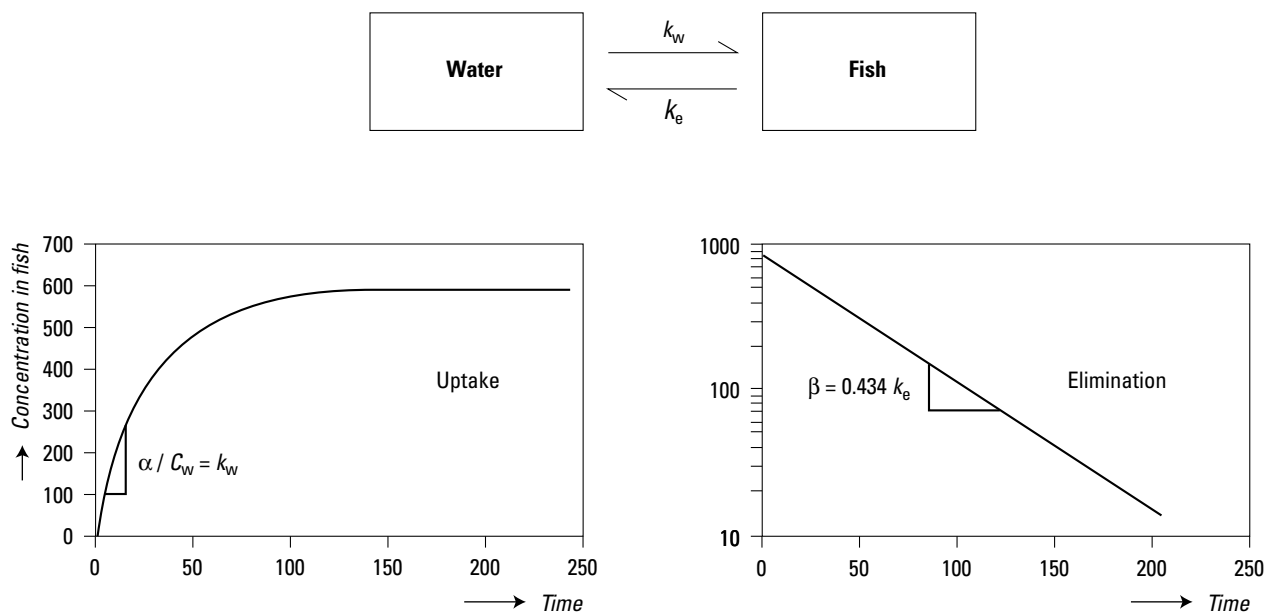 Water
k_w
k_e
Fish
Concentration in fish
700
600
500
400
300
200
100
0
Uptake
α / C_w = k_w
0 50 100 150 200 250
Time
1000
100
10
β = 0.434 k_e
Elimination
0 50 100 150 200 250
Time